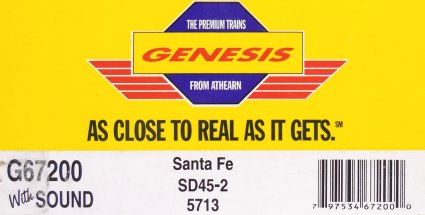 THE PREMIUM TRAINS
GENESIS
FROM ATHEARN
AS CLOSE TO REAL AS IT GETS.℠
G67200
With SOUND
Santa Fe
SD45-2
5713
7 97534 67200 0